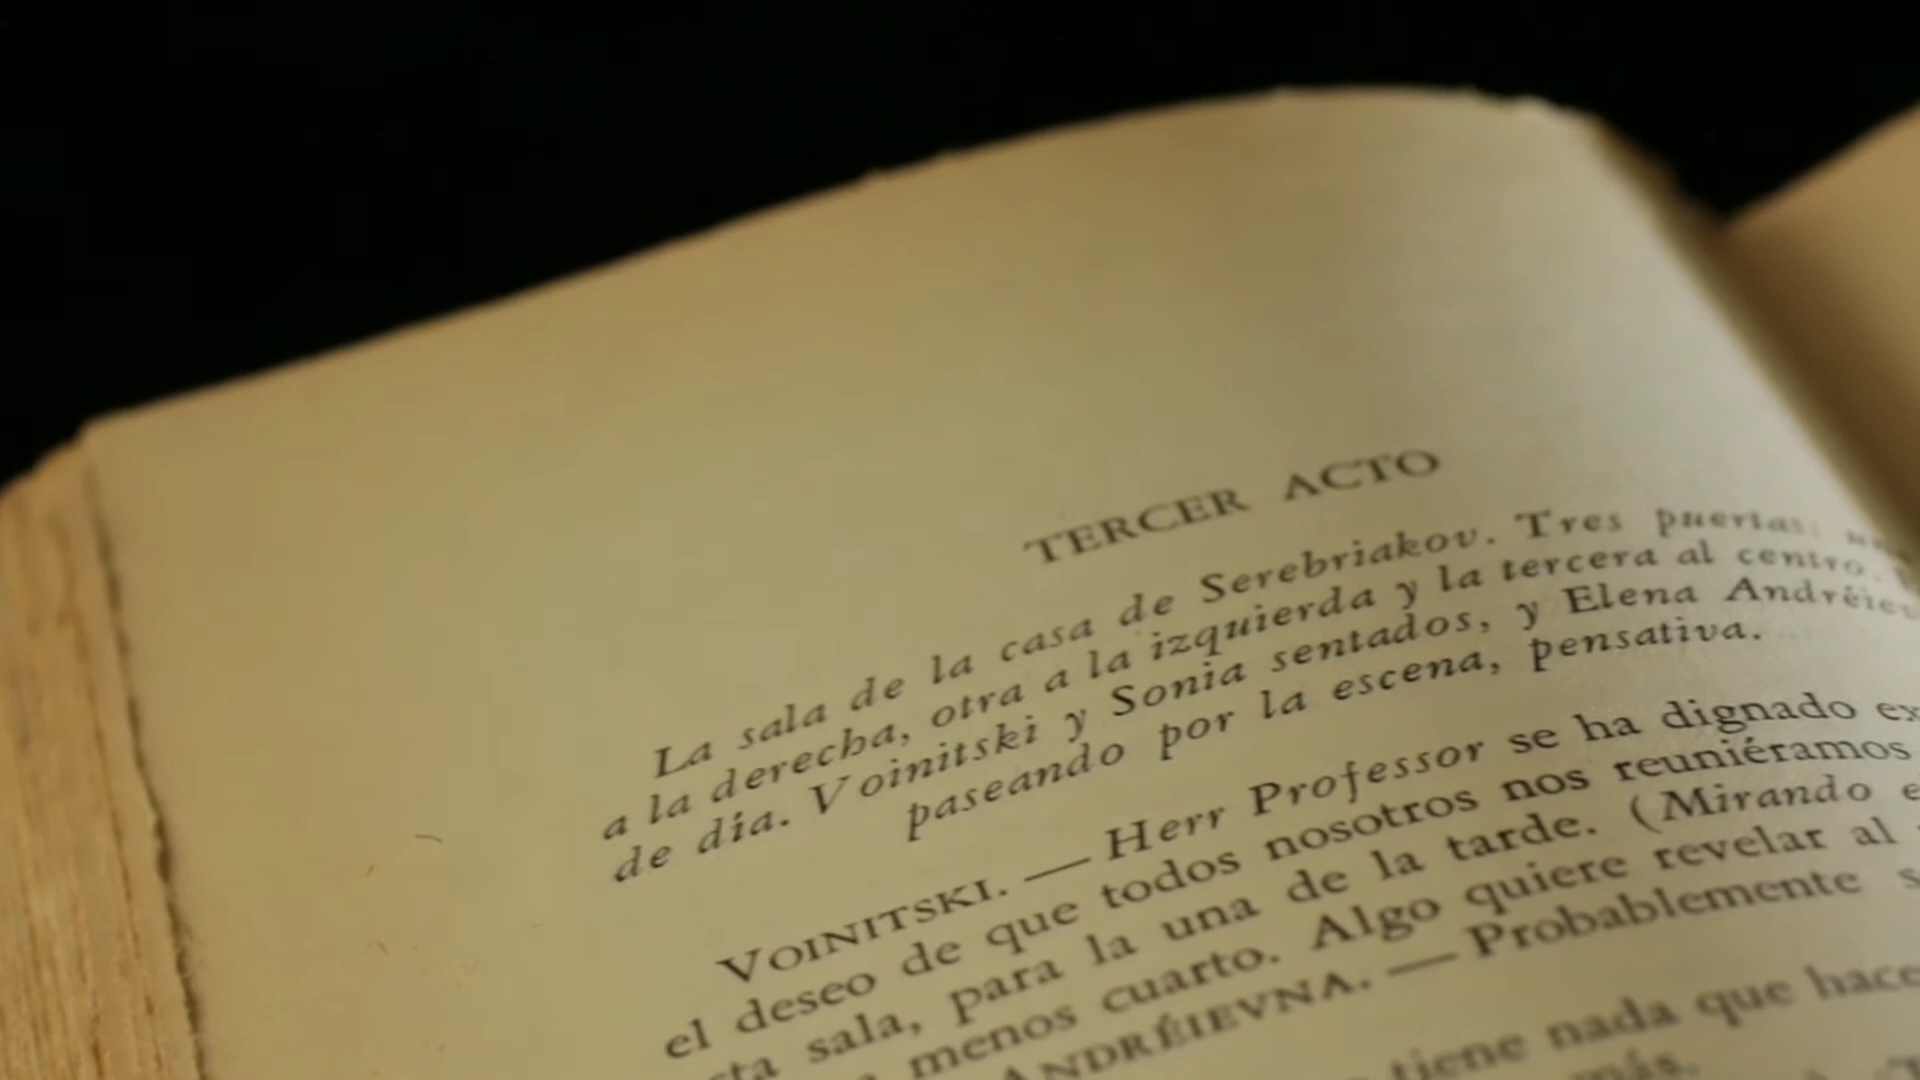 TERCER ACTO
La sala de la casa de Serebriakov. Tres puertas:
a la derecha, otra a la izquierda y la tercera al centro.
de día. Voinitski y Sonia sentados, y Elena
paseando por la escena, pensativa.
VOINITSKI. — Herr Professor se ha dignado
el deseo de que todos nosotros nos reuniéramos
sala, para la una de la tarde. (Mirando
menos cuarto. Algo quiere revelar al
ANDRÉIEVNA. — Probablemente
tiene nada que
más.